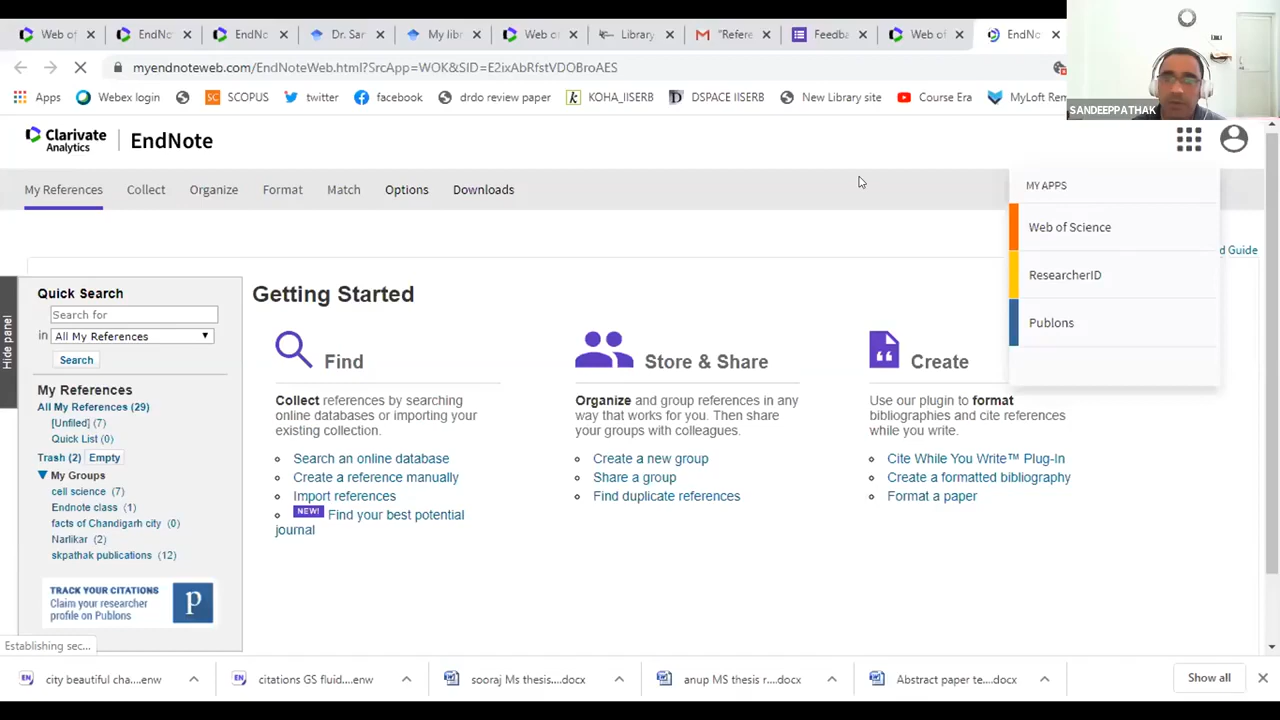 Web of
EndN
EndN
Dr. San
My lib
Web o
Library
"Refere
Feedba
Web of
EndN
myendnoteweb.com/EndNoteWeb.html?SrcApp=WOK&SID=E2ixAbRfstVDOBroAES
Apps
Webex login
SC SCOPUS
twitter
facebook
drdo review paper
KOHA_IISERB
DSPACE IISERB
New Library site
Course Era
MyLoft Rem
SANDEEPPATHAK
Clarivate
Analytics
EndNote
My References
Collect
Organize
Format
Match
Options
Downloads
MY APPS
Web of Science
ResearcherID
Publons
d Guide
Hide panel
Quick Search
Search for
in All My References
Search
My References
All My References (29)
[Unfiled] (7)
Quick List (0)
Trash (2) Empty
My Groups
cell science (7)
Endnote class (1)
facts of Chandigarh city (0)
Narlikar (2)
skpathak publications (12)
TRACK YOUR CITATIONS
Claim your researcher
profile on Publons
p
Getting Started
Find
Collect references by searching
online databases or importing your
existing collection.
Search an online database
Create a reference manually
Import references
NEW! Find your best potential
journal
Store & Share
Organize and group references in any
way that works for you. Then share
your groups with colleagues.
Create a new group
Share a group
Find duplicate references
Create
Use our plugin to format
bibliographies and cite references
while you write.
Cite While You Write™ Plug-In
Create a formatted bibliography
Format a paper
Establishing sec...
EN city beautiful cha....enw
EN citations GS fluid....enw
sooraj Ms thesis....docx
anup MS thesis r....docx
Abstract paper te....docx
Show all